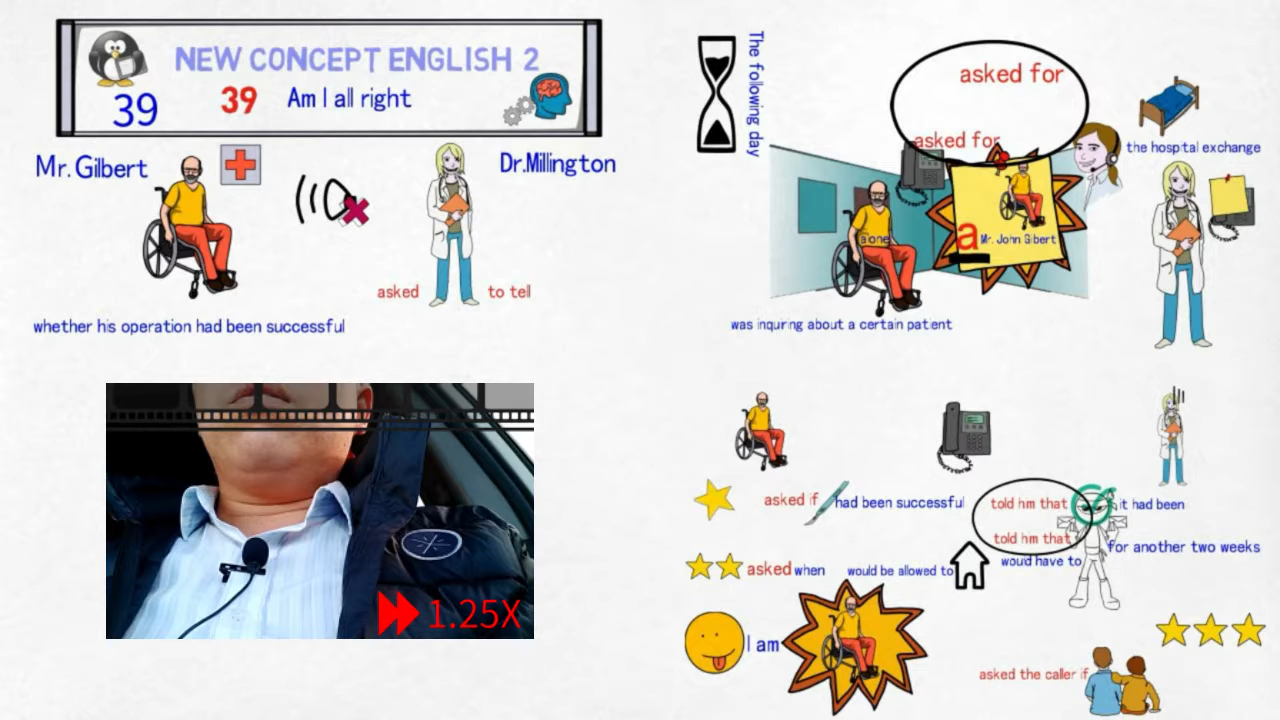 NEW CONCEPT ENGLISH 2
39
39
Am I all right
Mr. Gilbert
Dr.Millington
asked
to tell
whether his operation had been successful
1.25X
The following day
asked for
asked for
the hosprtal exchange
alone
a
Mr. John Gibert
was inquring about a certain patient
asked if
had been successful
told hm that
it had been
told hm that
for another two weeks
asked when
would be allowed to
woud have to
I am
asked the caller if